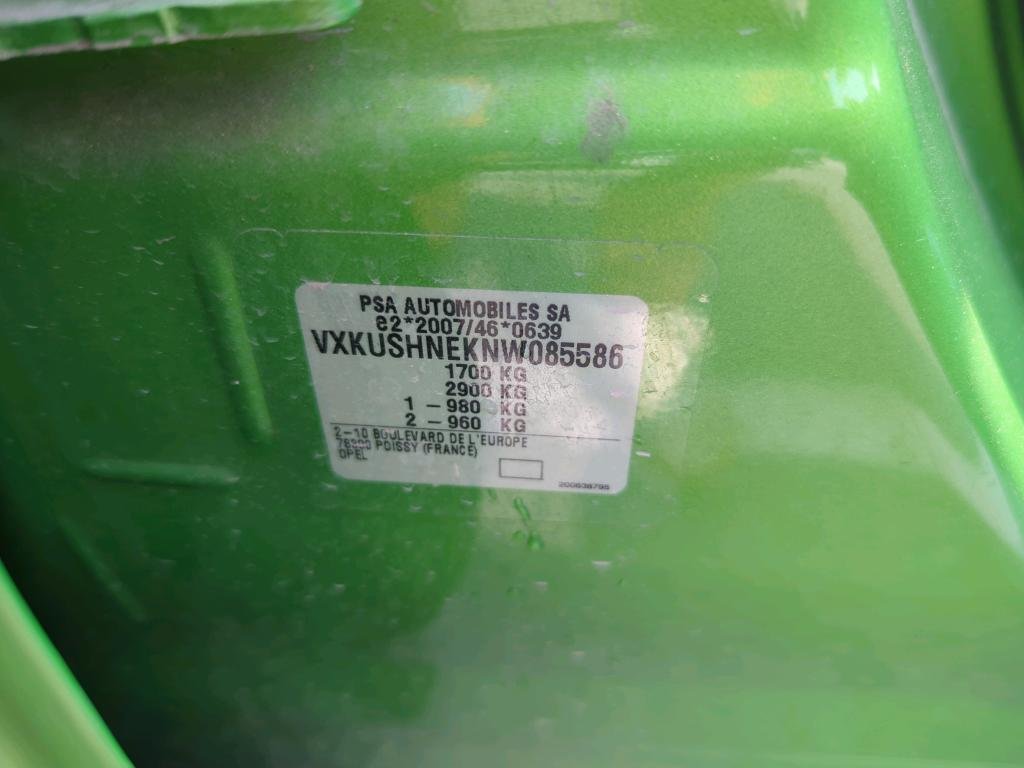 PSA AUTOMOBILES SA
e2*2007/46*0639
VXKUSHNEKNW085586
1700 KG
2900 KG
1 - 980 KG
2 - 960 KG
2-10 BOULEVARD DE L'EUROPE
78300 POISSY (FRANCE)
OPEL
200638795